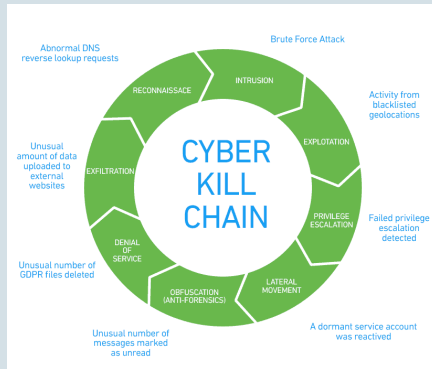 Brute Force Attack
Abnormal DNS
reverse lookup requests
RECONNAISSACE
INTRUSION
Activity from
blacklisted
geolocations
EXPLOTATION
Unusual
amount of data
uploaded to
external
websites
EXFILTRATION
CYBER
KILL
CHAIN
PRIVILEGE
ESCALATION
Failed privilege
escalation
detected
DENIAL
OF
SERVICE
Unusual number of
GDPR files deleted
OBFUSCATION
(ANTI-FORENSICS)
LATERAL
MOVEMENT
Unusual number of
messages marked
as unread
A dormant service account
was reactived